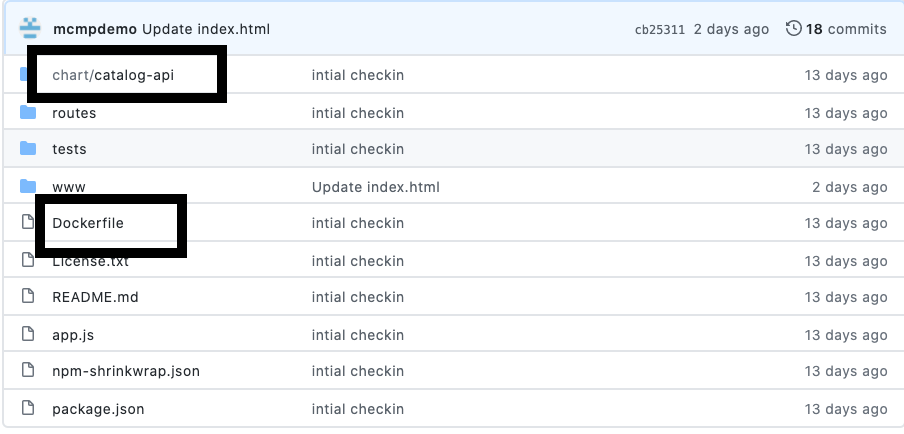 mcmpdemo Update index.html cb25311 2 days ago 18 commits
chart/catalog-api intial checkin 13 days ago
routes intial checkin 13 days ago
tests intial checkin 13 days ago
www Update index.html 2 days ago
Dockerfile intial checkin 13 days ago
License.txt intial checkin 13 days ago
README.md intial checkin 13 days ago
app.js intial checkin 13 days ago
npm-shrinkwrap.json intial checkin 13 days ago
package.json intial checkin 13 days ago